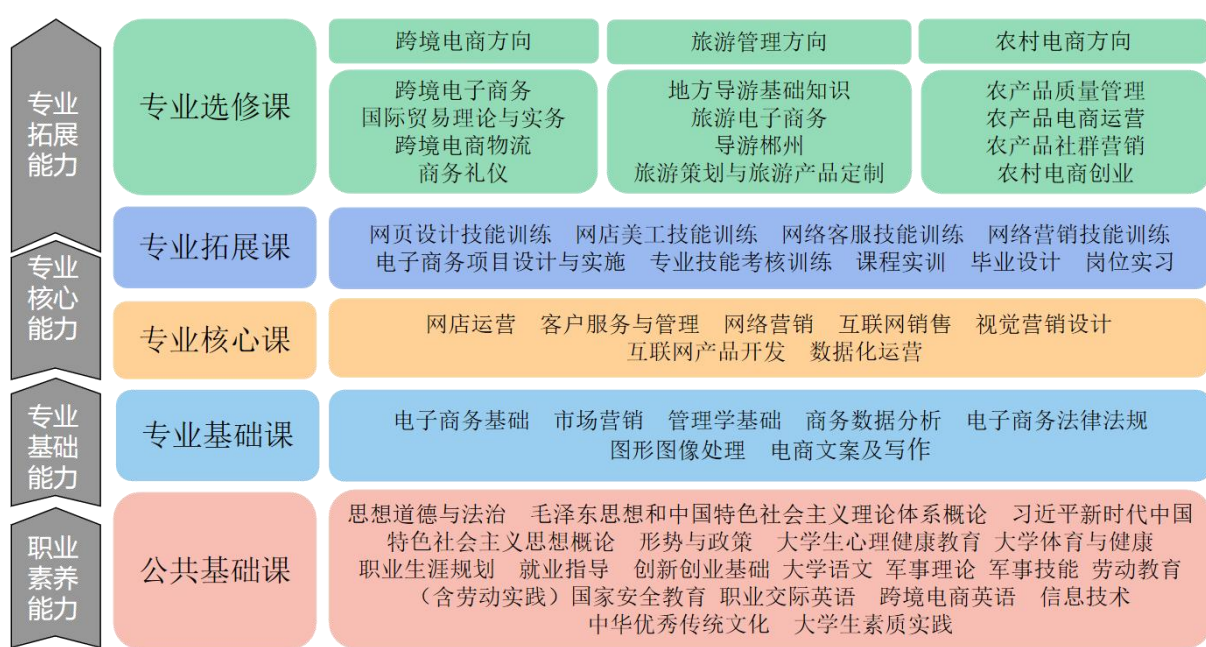 专业
拓展
能力
专业选修课
跨境电商方向
旅游管理方向
农村电商方向
跨境电子商务
国际贸易理论与实务
跨境电商物流
商务礼仪
地方导游基础知识
旅游电子商务
导游郴州
旅游策划与旅游产品定制
农产品质量管理
农产品电商运营
农产品社群营销
农村电商创业
专业
核心
能力
专业拓展课
网页设计技能训练 网店美工技能训练 网络客服技能训练 网络营销技能训练
电子商务项目设计与实施 专业技能考核训练 课程实训 毕业设计 岗位实习
专业核心课
网店运营 客户服务与管理 网络营销 互联网销售 视觉营销设计
互联网产品开发 数据化运营
专业
基础
能力
专业基础课
电子商务基础 市场营销 管理学基础 商务数据分析 电子商务法律法规
图形图像处理 电商文案及写作
职业
素养
能力
公共基础课
思想道德与法治 毛泽东思想和中国特色社会主义理论体系概论 习近平新时代中国
特色社会主义思想概论 形势与政策 大学生心理健康教育 大学体育与健康
职业生涯规划 就业指导 创新创业基础 大学语文 军事理论 军事技能 劳动教育
（含劳动实践）国家安全教育 职业交际英语 跨境电商英语 信息技术
中华优秀传统文化 大学生素质实践